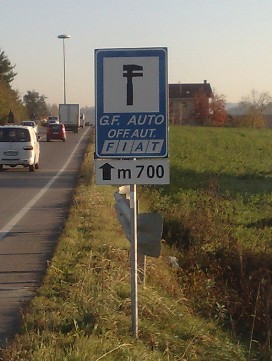 G.F. AUTO
OFF. AUT.
FIAT
m 700